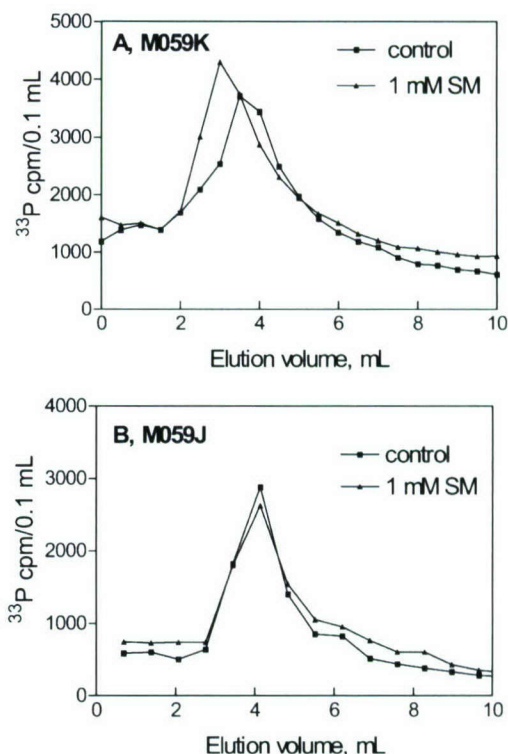 A, M059K
control
1 mM SM
5000
4000
3000
2000
1000
0
³³P cpm/0.1 mL
0 2 4 6 8 10
Elution volume, mL
B, M059J
control
1 mM SM
4000
3000
2000
1000
0
³³P cpm/0.1 mL
0 2 4 6 8 10
Elution volume, mL